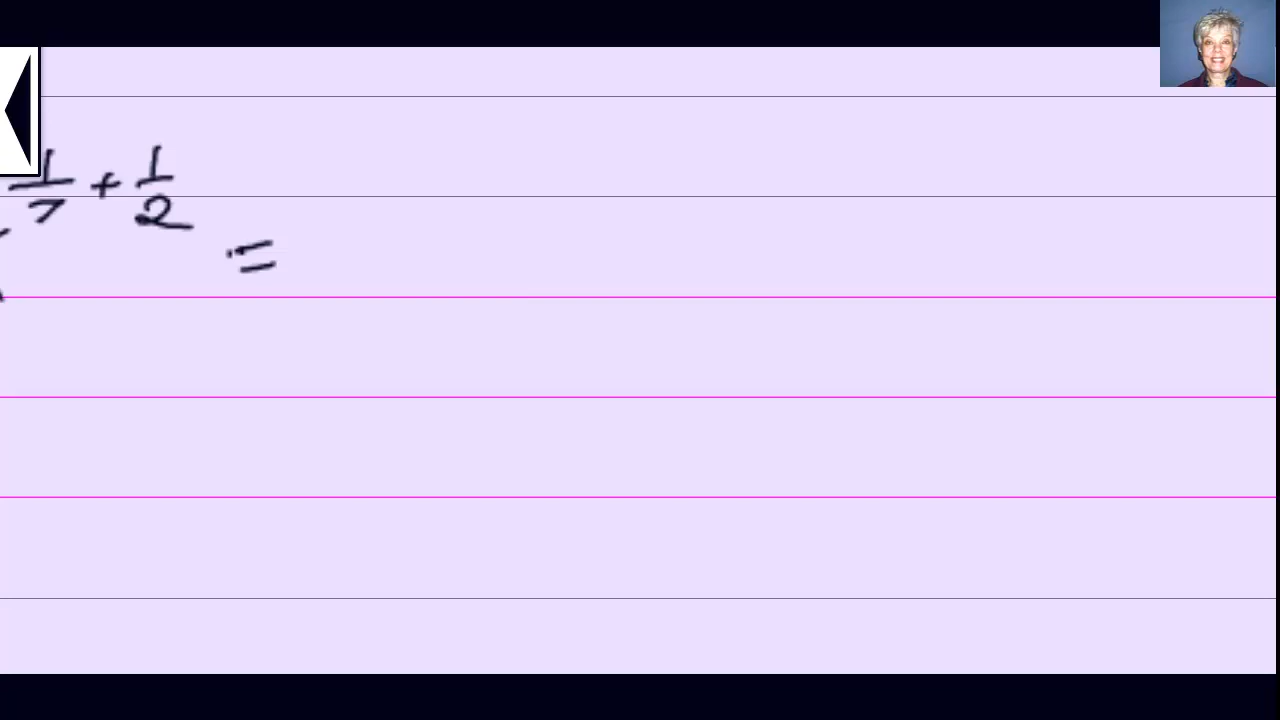 1/7 + 1/2 =